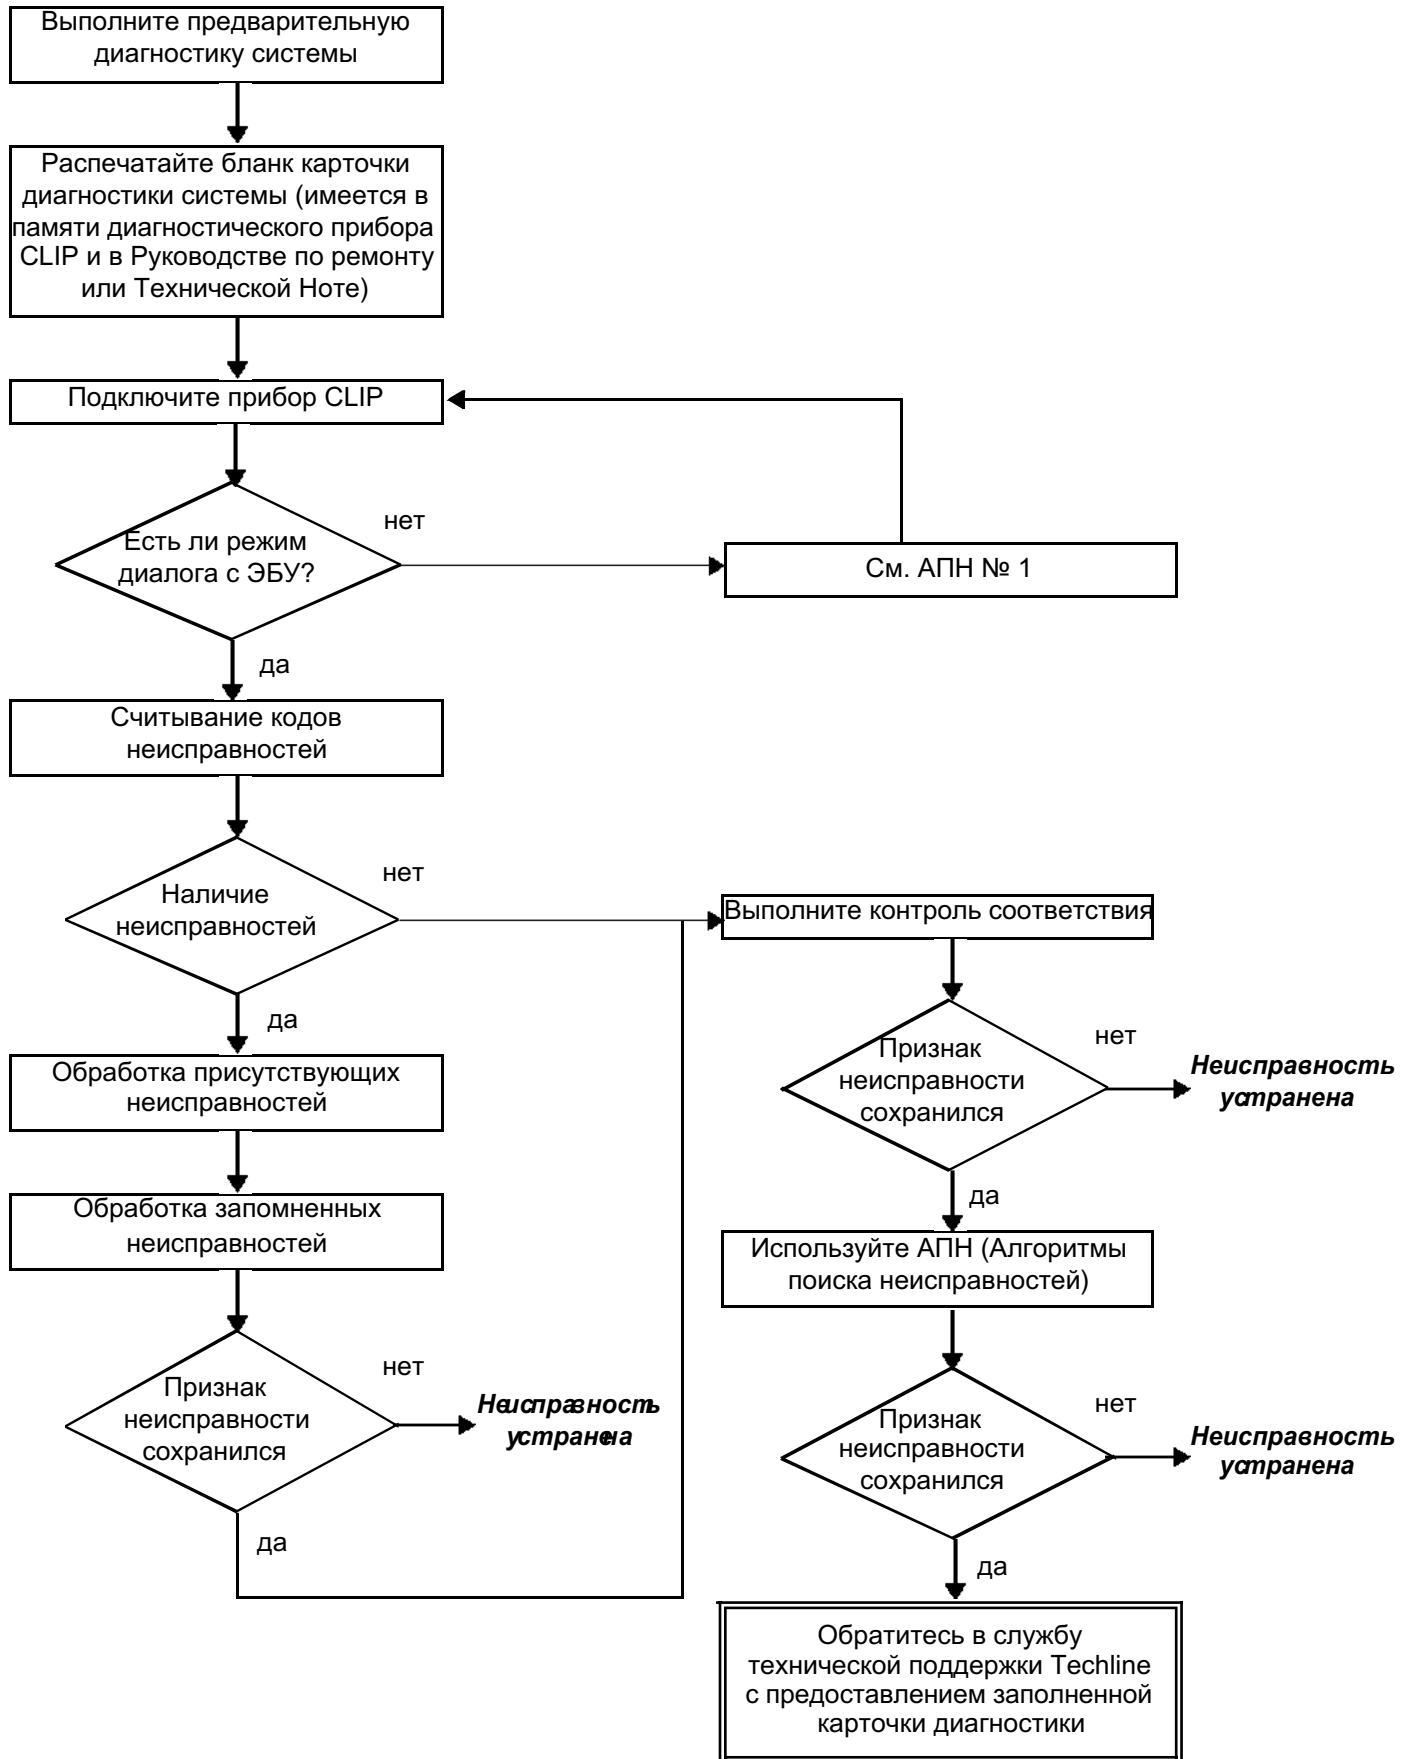 Выполните предварительную
диагностику системы
Распечатайте бланк карточки
диагностики системы (имеется в
памяти диагностического прибора
CLIP и в Руководстве по ремонту
или Технической Ноте)
Подключите прибор CLIP
Есть ли режим
диалога с ЭБУ?
нет
См. АПН № 1
да
Считывание кодов
неисправностей
Наличие
неисправностей
нет
да
Обработка присутствующих
неисправностей
Обработка запомненных
неисправностей
Признак
неисправности
сохранился
нет
Неисправность
устранена
да
Выполните контроль соответствия
Признак
неисправности
сохранился
нет
Неисправность
устранена
да
Используйте АПН (Алгоритмы
поиска неисправностей)
Признак
неисправности
сохранился
нет
Неисправность
устранена
да
Обратитесь в службу
технической поддержки Techline
с предоставлением заполненной
карточки диагностики